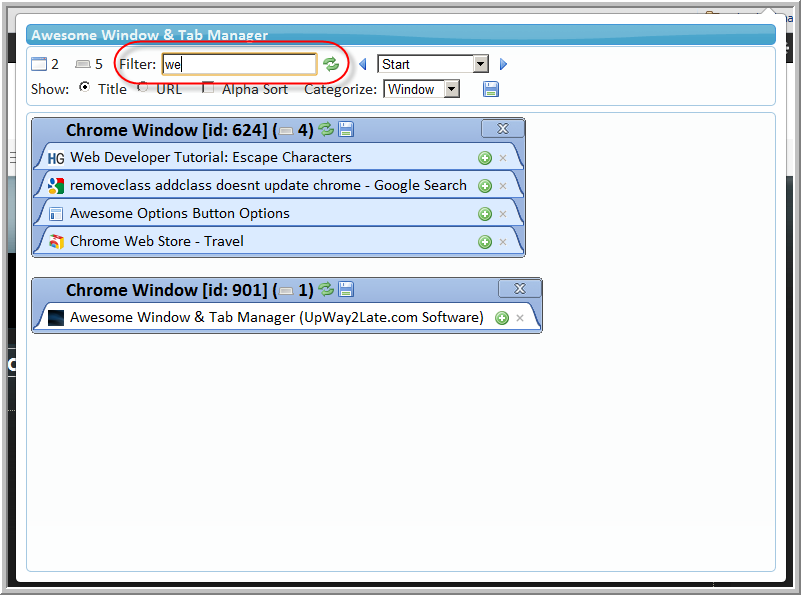 Awesome Window & Tab Manager
2 5 Filter: we Start
Show: Title URL Alpha Sort Categorize: Window
Chrome Window [id: 624] ( 4)
HG Web Developer Tutorial: Escape Characters
removeclass addclass doesnt update chrome - Google Search
Awesome Options Button Options
Chrome Web Store - Travel
Chrome Window [id: 901] ( 1)
Awesome Window & Tab Manager (UpWay2Late.com Software)